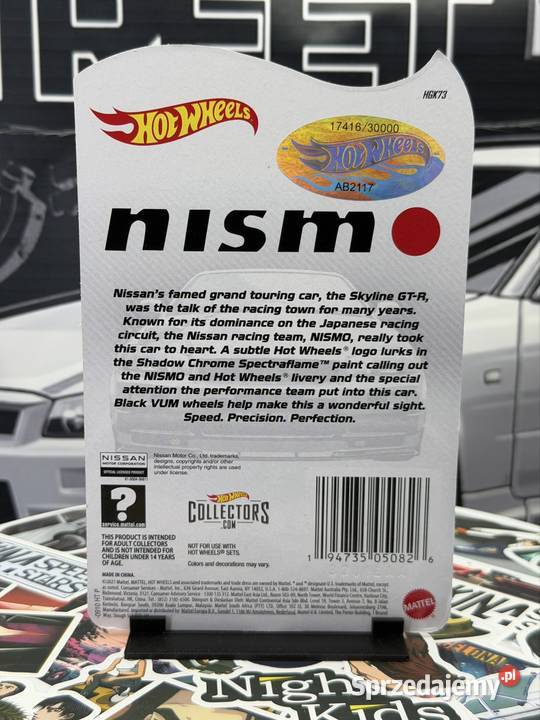 HGK73
Hot Wheels
17416/30000
Hot Wheels
AB2117
nismo
Nissan's famed grand touring car, the Skyline GT-R,
was the talk of the racing town for many years.
Known for its dominance on the Japanese racing
circuit, the Nissan racing team, NISMO, really took
this car to heart. A subtle Hot Wheels® logo lurks in
the Shadow Chrome Spectraflame™ paint calling out
the NISMO and Hot Wheels® livery and the special
attention the performance team put into this car.
Black VUM wheels help make this a wonderful sight.
Speed. Precision. Perfection.
NISSAN
MOTOR CORPORATION
OFFICIAL LICENSED PRODUCT
Nissan Motor Co., Ltd. trademarks,
designs, copyrights and/or other
intellectual property rights are used
under license.
?
service.mattel.com
Hot Wheels
COLLECTORS
.COM
THIS PRODUCT IS INTENDED
FOR ADULT COLLECTORS
AND IS NOT INTENDED FOR
CHILDREN UNDER 14 YEARS
OF AGE.
NOT FOR USE WITH
HOT WHEELS SETS.
Colors and decorations may vary.
1 94735 05082 6
MADE IN CHINA.
MATTEL
Night
Sprzedajemy.pl